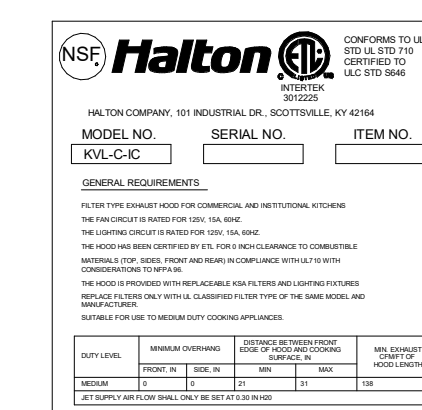 NSF
Halton
ETL
CLASSIFIED
C US
INTERTEK
3012225
CONFORMS TO UL
STD UL STD 710
CERTIFIED TO
ULC STD S646
HALTON COMPANY, 101 INDUSTRIAL DR., SCOTTSVILLE, KY 42164
MODEL NO. SERIAL NO. ITEM NO.
KVL-C-IC
GENERAL REQUIREMENTS
FILTER TYPE EXHAUST HOOD FOR COMMERCIAL AND INSTITUTIONAL KITCHENS
THE FAN CIRCUIT IS RATED FOR 125V, 15A, 60HZ.
THE LIGHTING CIRCUIT IS RATED FOR 125V, 15A, 60HZ.
THE HOOD HAS BEEN CERTIFIED BY ETL FOR 0 INCH CLEARANCE TO COMBUSTIBLE
MATERIALS (TOP, SIDES, FRONT AND REAR) IN COMPLIANCE WITH UL710 WITH
CONSIDERATIONS TO NFPA 96.
THE HOOD IS PROVIDED WITH REPLACEABLE KSA FILTERS AND LIGHTING FIXTURES
REPLACE FILTERS ONLY WITH UL CLASSIFIED FILTER TYPE OF THE SAME MODEL AND
MANUFACTURER.
SUITABLE FOR USE TO MEDIUM DUTY COOKING APPLIANCES.
DUTY LEVEL
MINIMUM OVERHANG
DISTANCE BETWEEN FRONT
EDGE OF HOOD AND COOKING
SURFACE, IN
MIN. EXHAUST
CFM/FT OF
HOOD LENGTH
FRONT, IN SIDE, IN MIN MAX
MEDIUM 0 0 21 31 138
JET SUPPLY AIR FLOW SHALL ONLY BE SET AT 0.30 IN H20